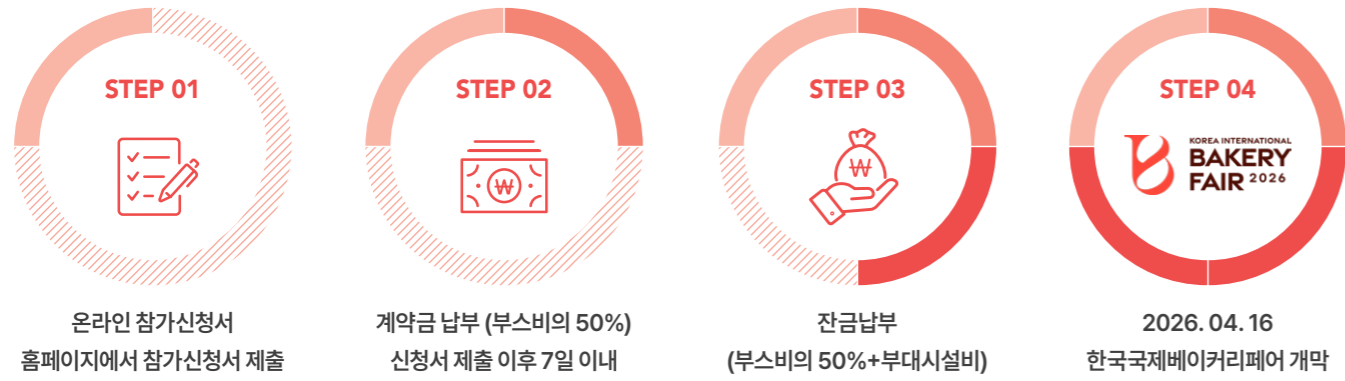 STEP 01
온라인 참가신청서
홈페이지에서 참가신청서 제출
STEP 02
₩
계약금 납부 (부스비의 50%)
신청서 제출 이후 7일 이내
STEP 03
₩
잔금납부
(부스비의 50%+부대시설비)
STEP 04
KOREA INTERNATIONAL
BAKERY
FAIR 2026
2026. 04. 16
한국국제베이커리페어 개막